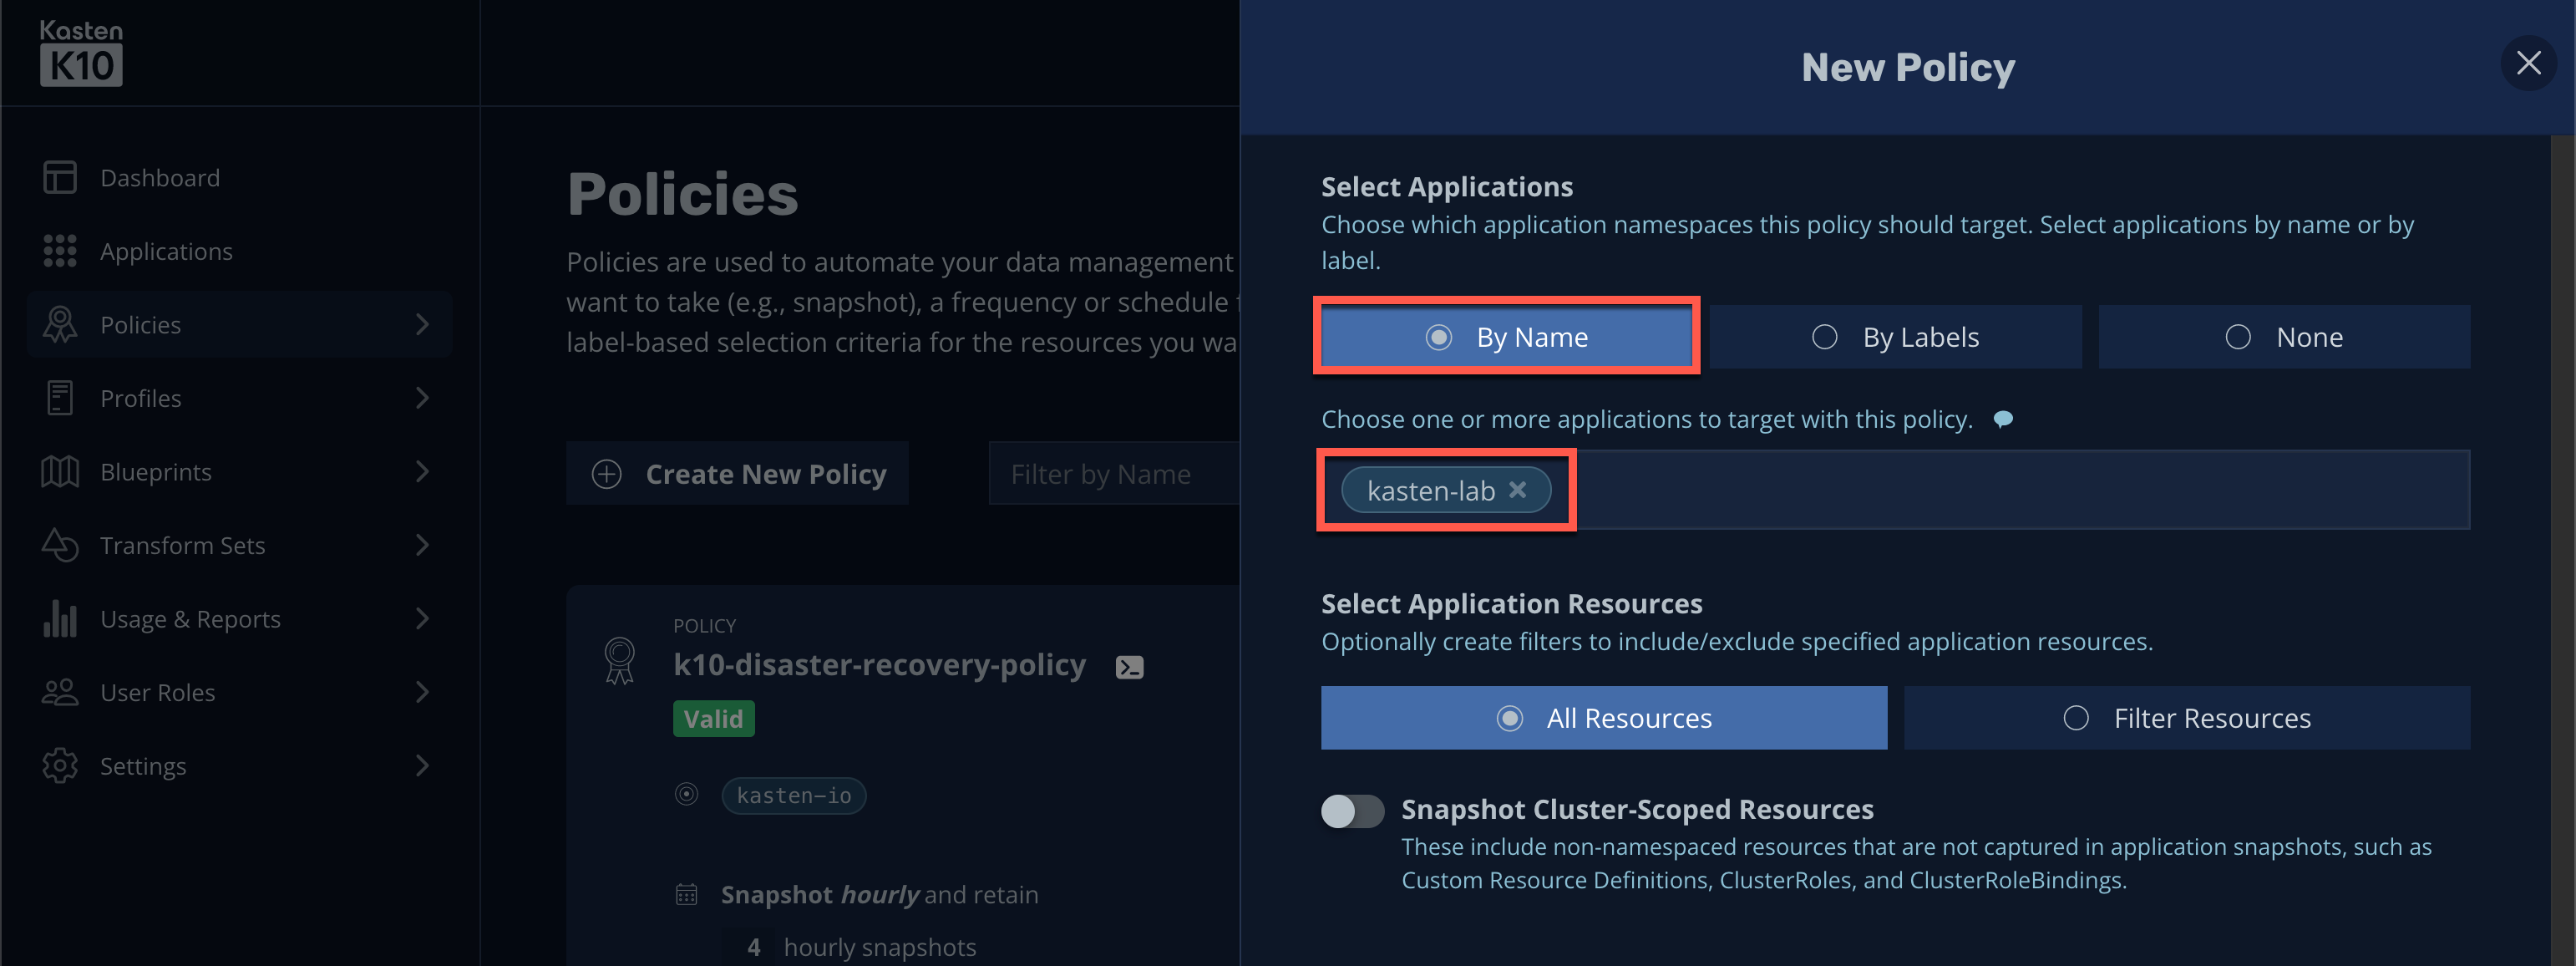 Kasten
K10
Dashboard
Applications
Policies
Profiles
Blueprints
Transform Sets
Usage & Reports
User Roles
Settings
Policies
Policies are used to automate your data management
want to take (e.g., snapshot), a frequency or schedule
label-based selection criteria for the resources you wa
Create New Policy
Filter by Name
POLICY
k10-disaster-recovery-policy
Valid
kasten-io
Snapshot hourly and retain
4 hourly snapshots
New Policy
Select Applications
Choose which application namespaces this policy should target. Select applications by name or by
label.
By Name
By Labels
None
Choose one or more applications to target with this policy.
kasten-lab
Select Application Resources
Optionally create filters to include/exclude specified application resources.
All Resources
Filter Resources
Snapshot Cluster-Scoped Resources
These include non-namespaced resources that are not captured in application snapshots, such as
Custom Resource Definitions, ClusterRoles, and ClusterRoleBindings.